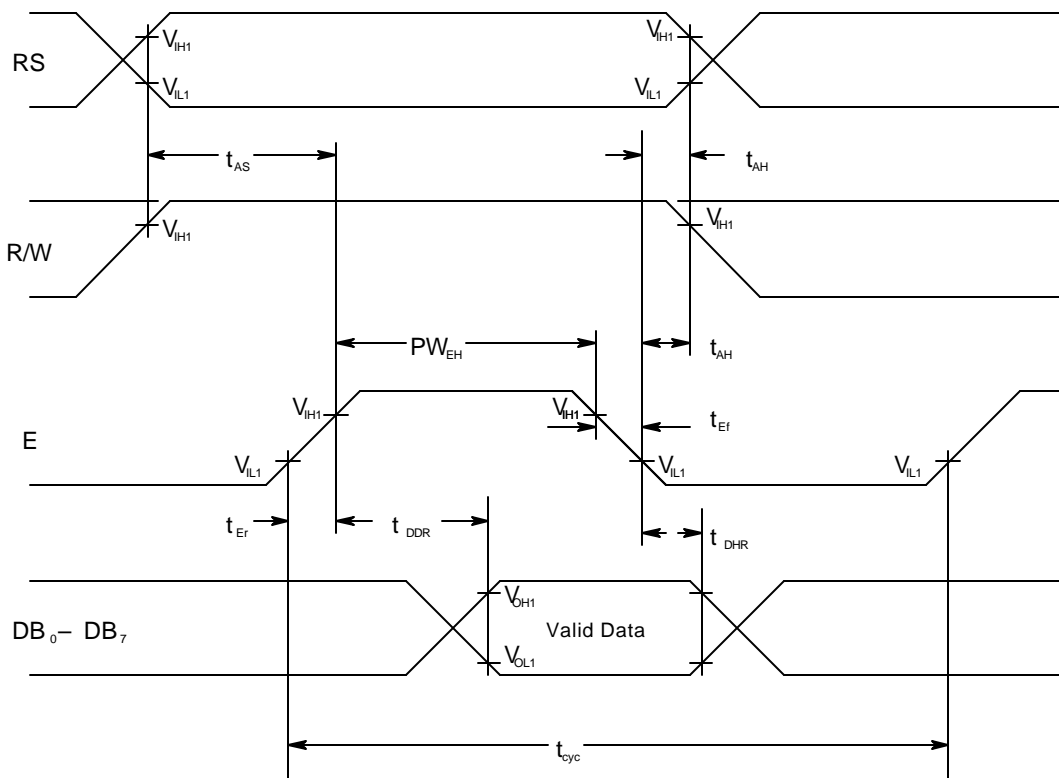 V_IH1 V_IH1
RS
V_IL1 V_IL1
t_AS t_AH
V_IH1 V_IH1
R/W
PW_EH t_AH
V_IH1 V_IH1 t_Ef
E
V_IL1 V_IL1 V_IL1
t_Er t_DDR t_DHR
V_OH1
DB_0– DB_7 Valid Data
V_OL1
t_cyc